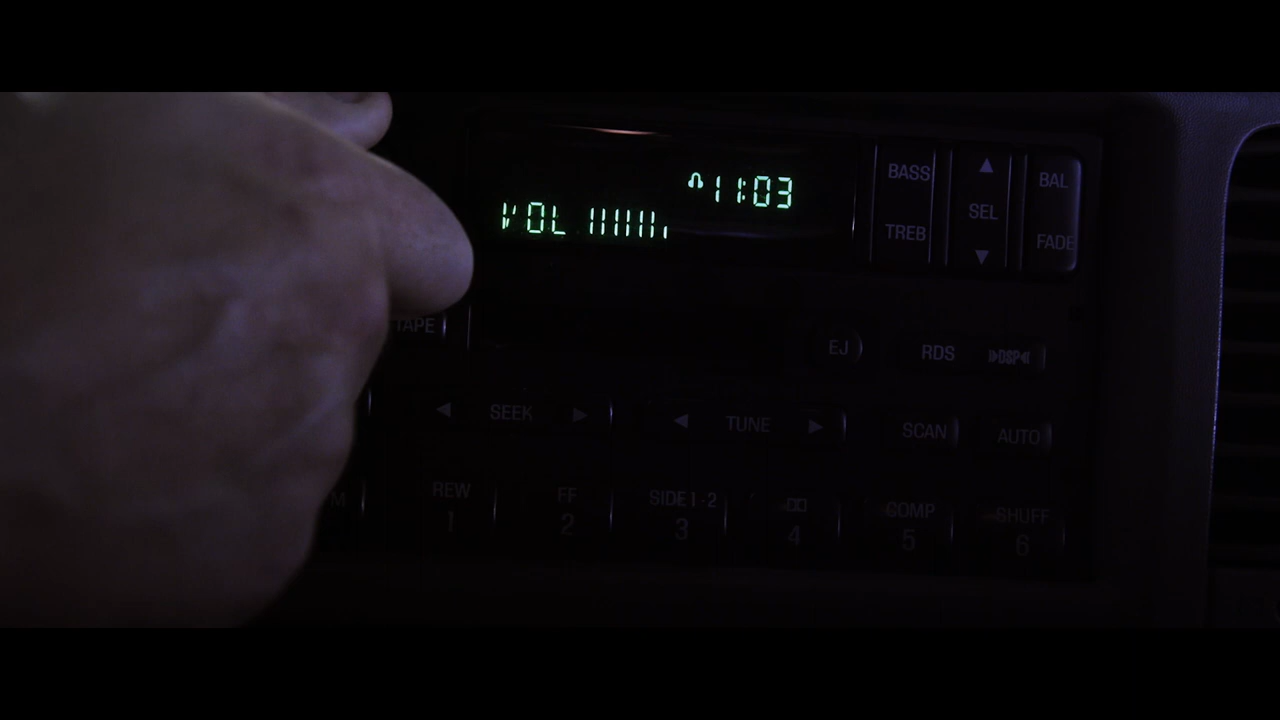 11:03
VOL
BASS
TREB
SEL
BAL
FADE
TAPE
EJ
RDS
DSP
SEEK
TUNE
SCAN
AUTO
M
REW
1
FF
2
SIDE 1-2
3
4
COMP
5
SHUFF
6